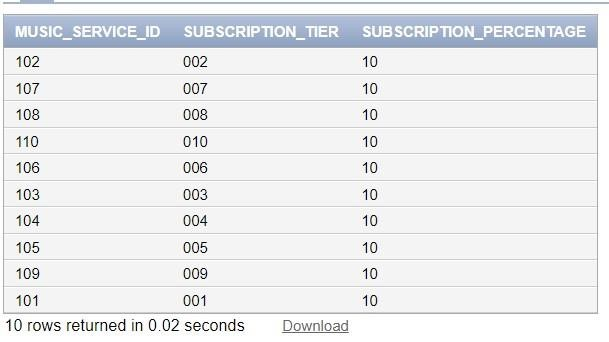 MUSIC_SERVICE_ID SUBSCRIPTION_TIER SUBSCRIPTION_PERCENTAGE
102 002 10
107 007 10
108 008 10
110 010 10
106 006 10
103 003 10
104 004 10
105 005 10
109 009 10
101 001 10
10 rows returned in 0.02 seconds Download